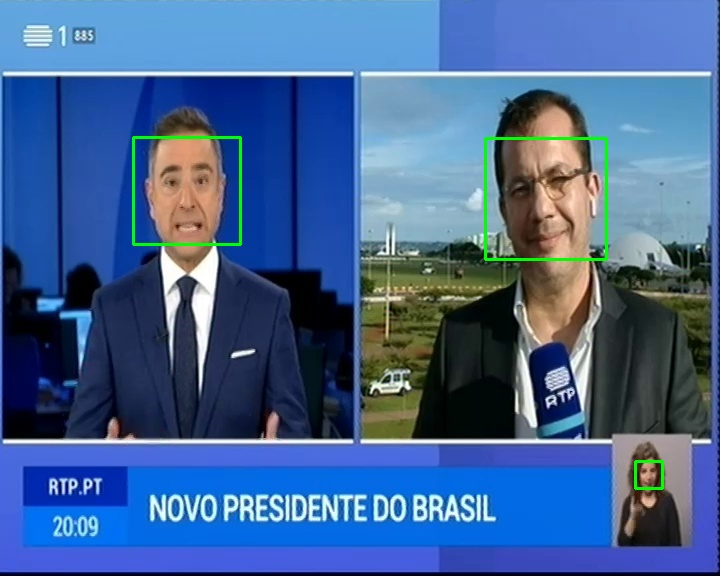 1 885
RTP
RTP.PT
NOVO PRESIDENTE DO BRASIL
20:09